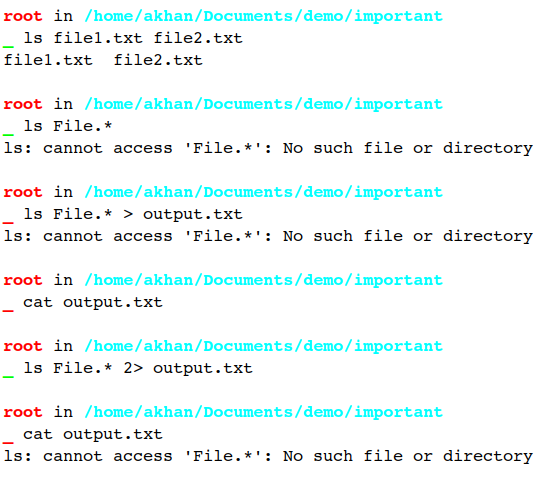 root in /home/akhan/Documents/demo/important
_ ls file1.txt file2.txt
file1.txt  file2.txt
root in /home/akhan/Documents/demo/important
_ ls File.*
ls: cannot access 'File.*': No such file or directory
root in /home/akhan/Documents/demo/important
_ ls File.* > output.txt
ls: cannot access 'File.*': No such file or directory
root in /home/akhan/Documents/demo/important
_ cat output.txt
root in /home/akhan/Documents/demo/important
_ ls File.* 2> output.txt
root in /home/akhan/Documents/demo/important
_ cat output.txt
ls: cannot access 'File.*': No such file or directory